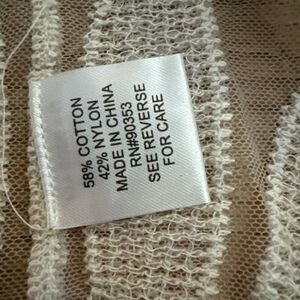 58% COTTON
42% NYLON
MADE IN CHINA
RN#90353
SEE REVERSE
FOR CARE